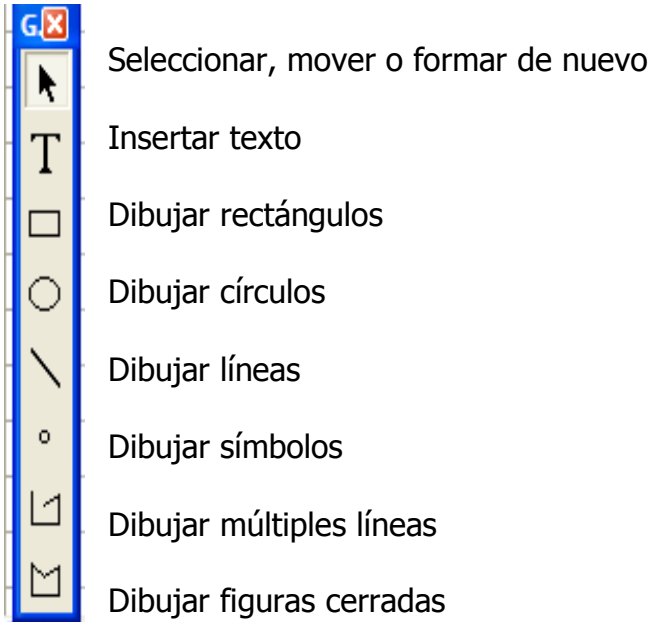 G.
Seleccionar, mover o formar de nuevo
T
Insertar texto
Dibujar rectángulos
Dibujar círculos
Dibujar líneas
Dibujar símbolos
Dibujar múltiples líneas
Dibujar figuras cerradas